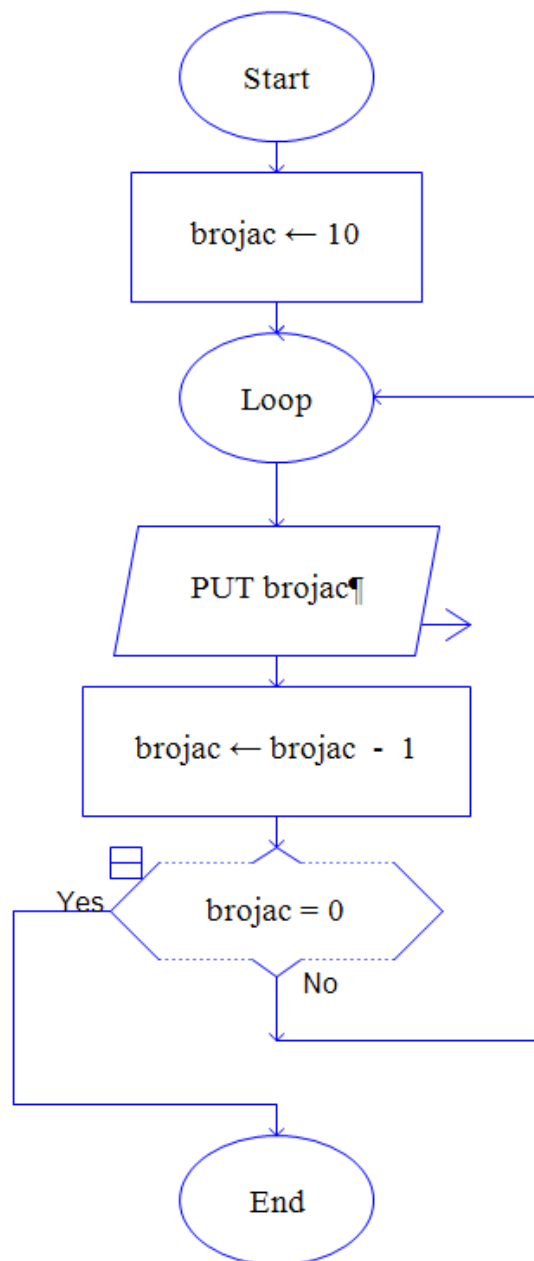 Start
brojac ← 10
Loop
PUT brojac¶
brojac ← brojac - 1
Yes
brojac = 0
No
End